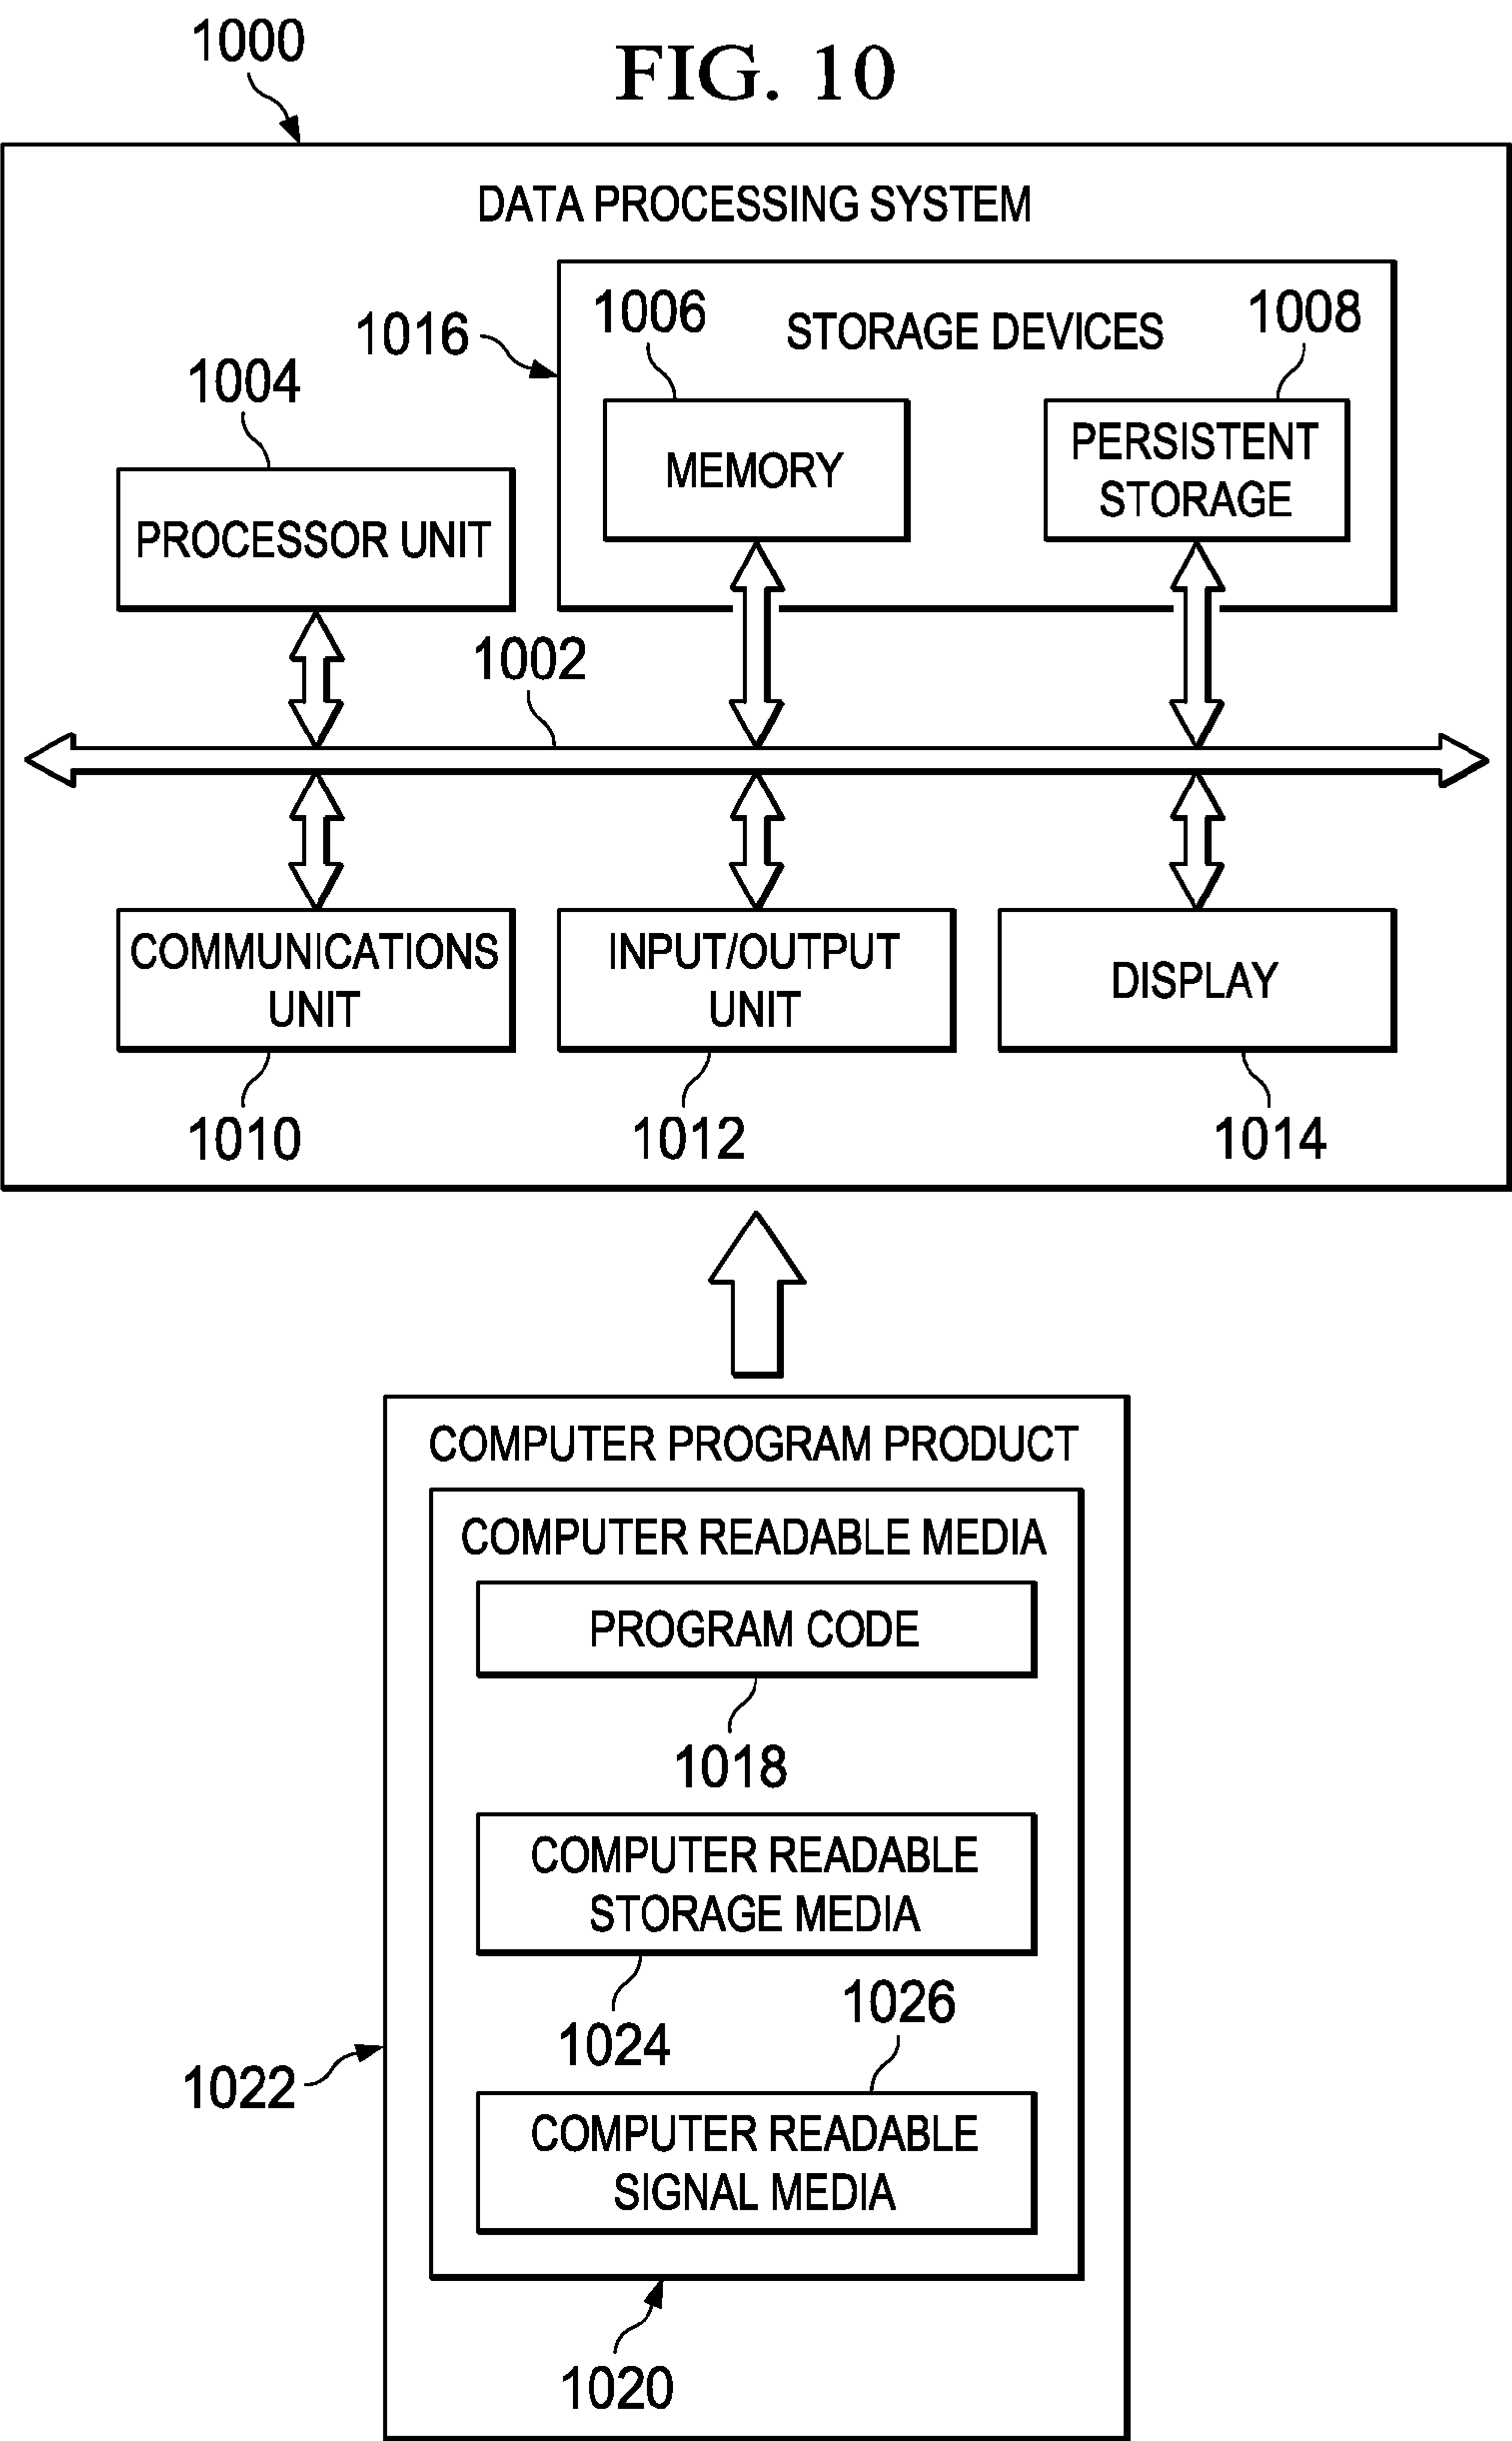 1000
FIG. 10
DATA PROCESSING SYSTEM
1016
1006
STORAGE DEVICES
1008
1004
MEMORY
PERSISTENT
STORAGE
PROCESSOR UNIT
1002
COMMUNICATIONS
UNIT
INPUT/OUTPUT
UNIT
DISPLAY
1010
1012
1014
COMPUTER PROGRAM PRODUCT
COMPUTER READABLE MEDIA
PROGRAM CODE
1018
COMPUTER READABLE
STORAGE MEDIA
1024
1026
1022
COMPUTER READABLE
SIGNAL MEDIA
1020